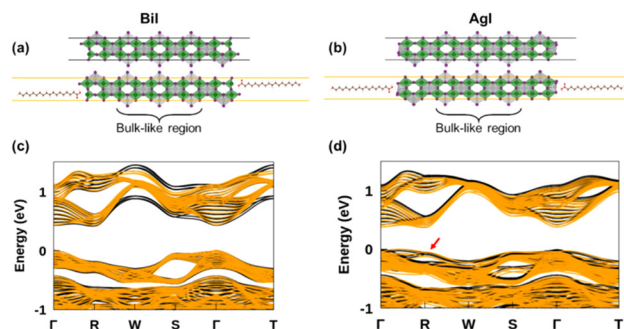 BiI AgI
(a) (b)
Bulk-like region Bulk-like region
(c) (d)
Energy (eV) 1 0 -1 Energy (eV) 1 0 -1
Γ R W S Γ T Γ R W S Γ T